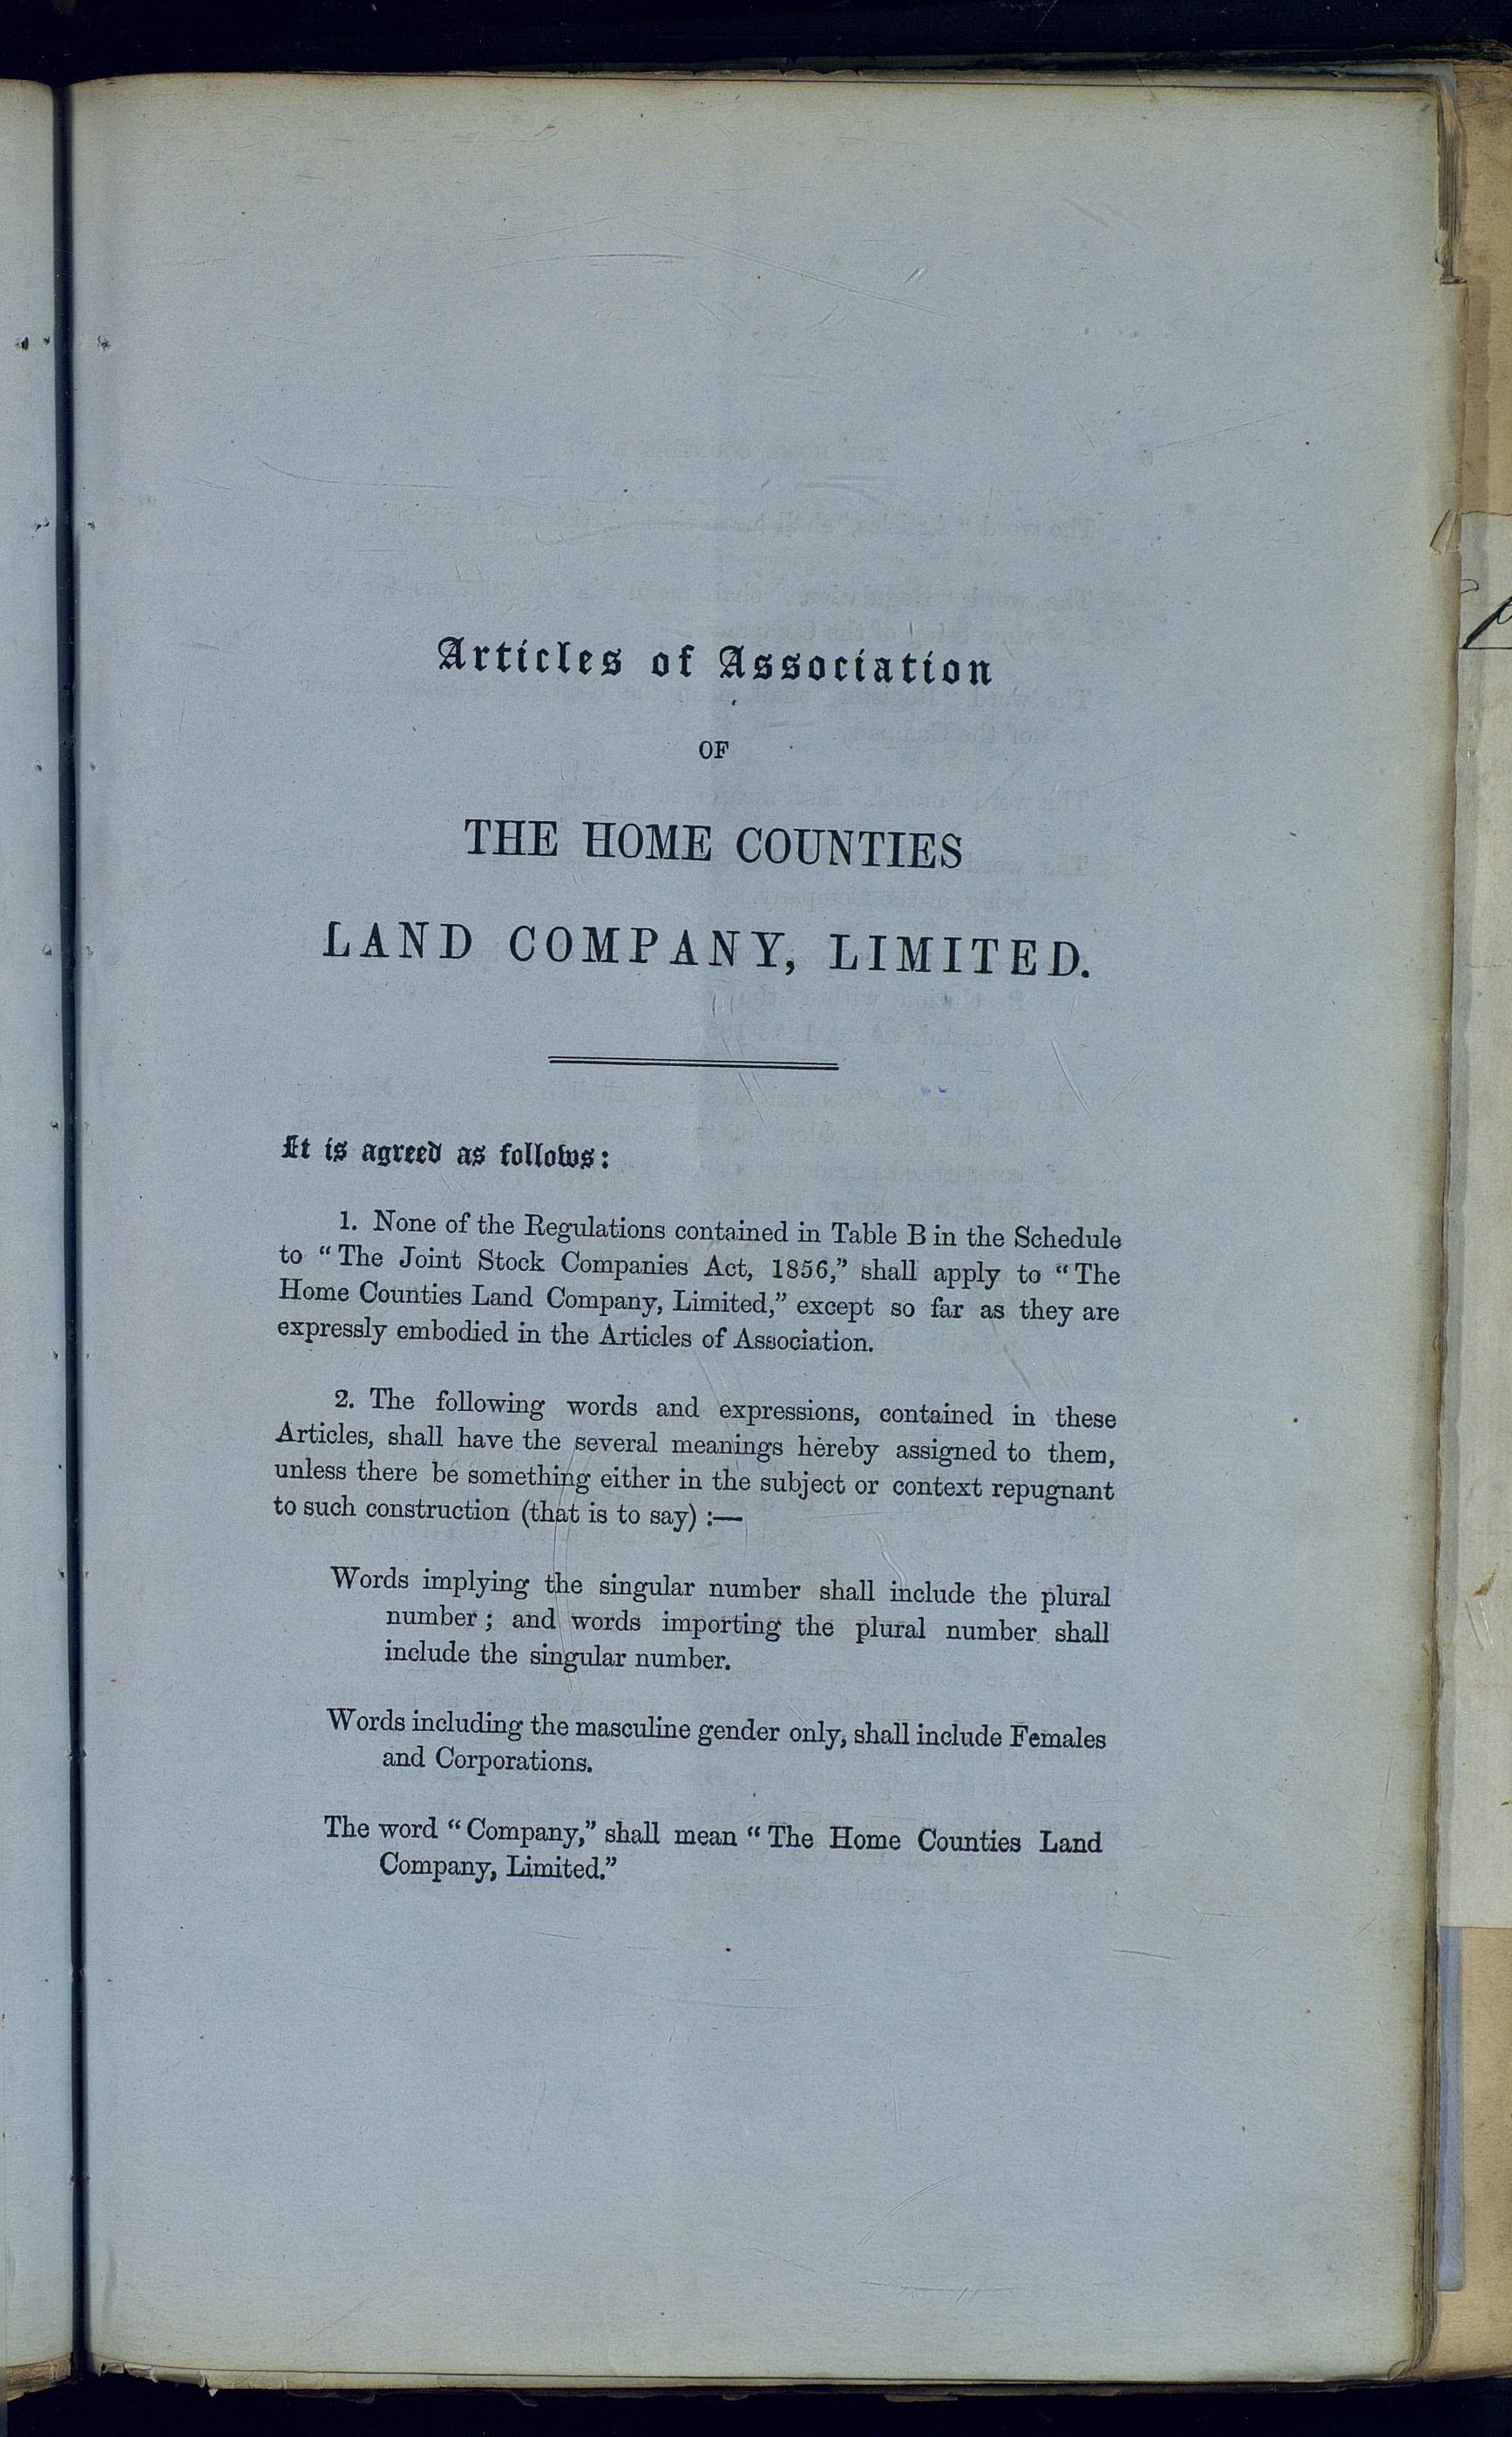 Articles of Association
OF
THE HOME COUNTIES
LAND COMPANY, LIMITED.
It is agreed as follows:
1. None of the Regulations contained in Table B in the Schedule
to “The Joint Stock Companies Act, 1856,” shall apply to “The
Home Counties Land Company, Limited,” except so far as they are
expressly embodied in the Articles of Association.
2. The following words and expressions, contained in these
Articles, shall have the several meanings hereby assigned to them,
unless there be something either in the subject or context repugnant
to such construction (that is to say) :—
Words implying the singular number shall include the plural
number; and words importing the plural number shall
include the singular number.
Words including the masculine gender only, shall include Females
and Corporations.
The word “Company,” shall mean “The Home Counties Land
Company, Limited.”